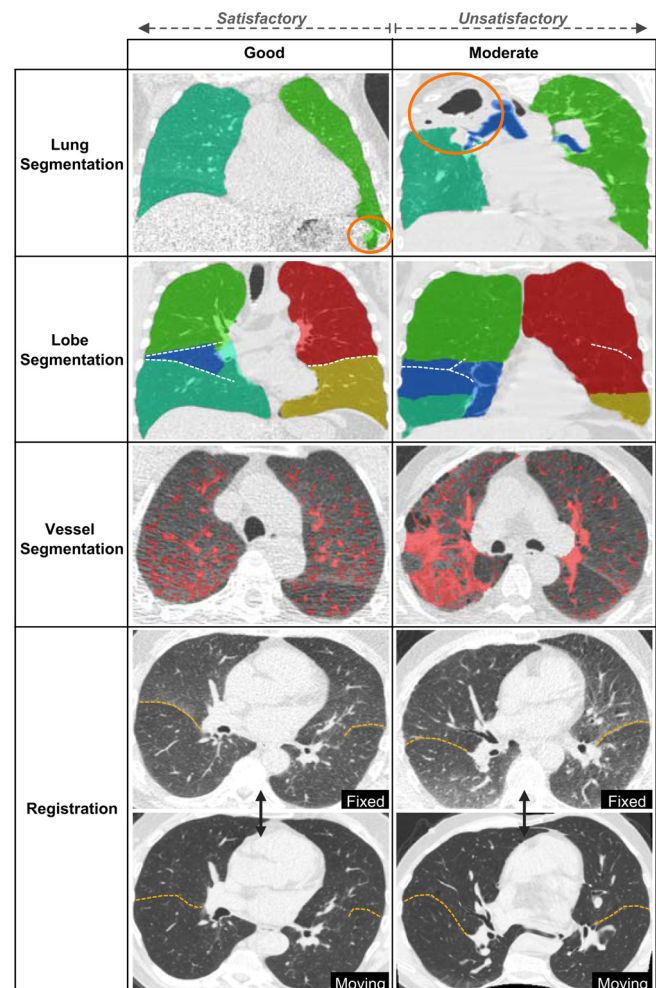 Satisfactory Unsatisfactory
Good Moderate
Lung
Segmentation
Lobe
Segmentation
Vessel
Segmentation
Registration
Fixed Fixed
Moving Moving